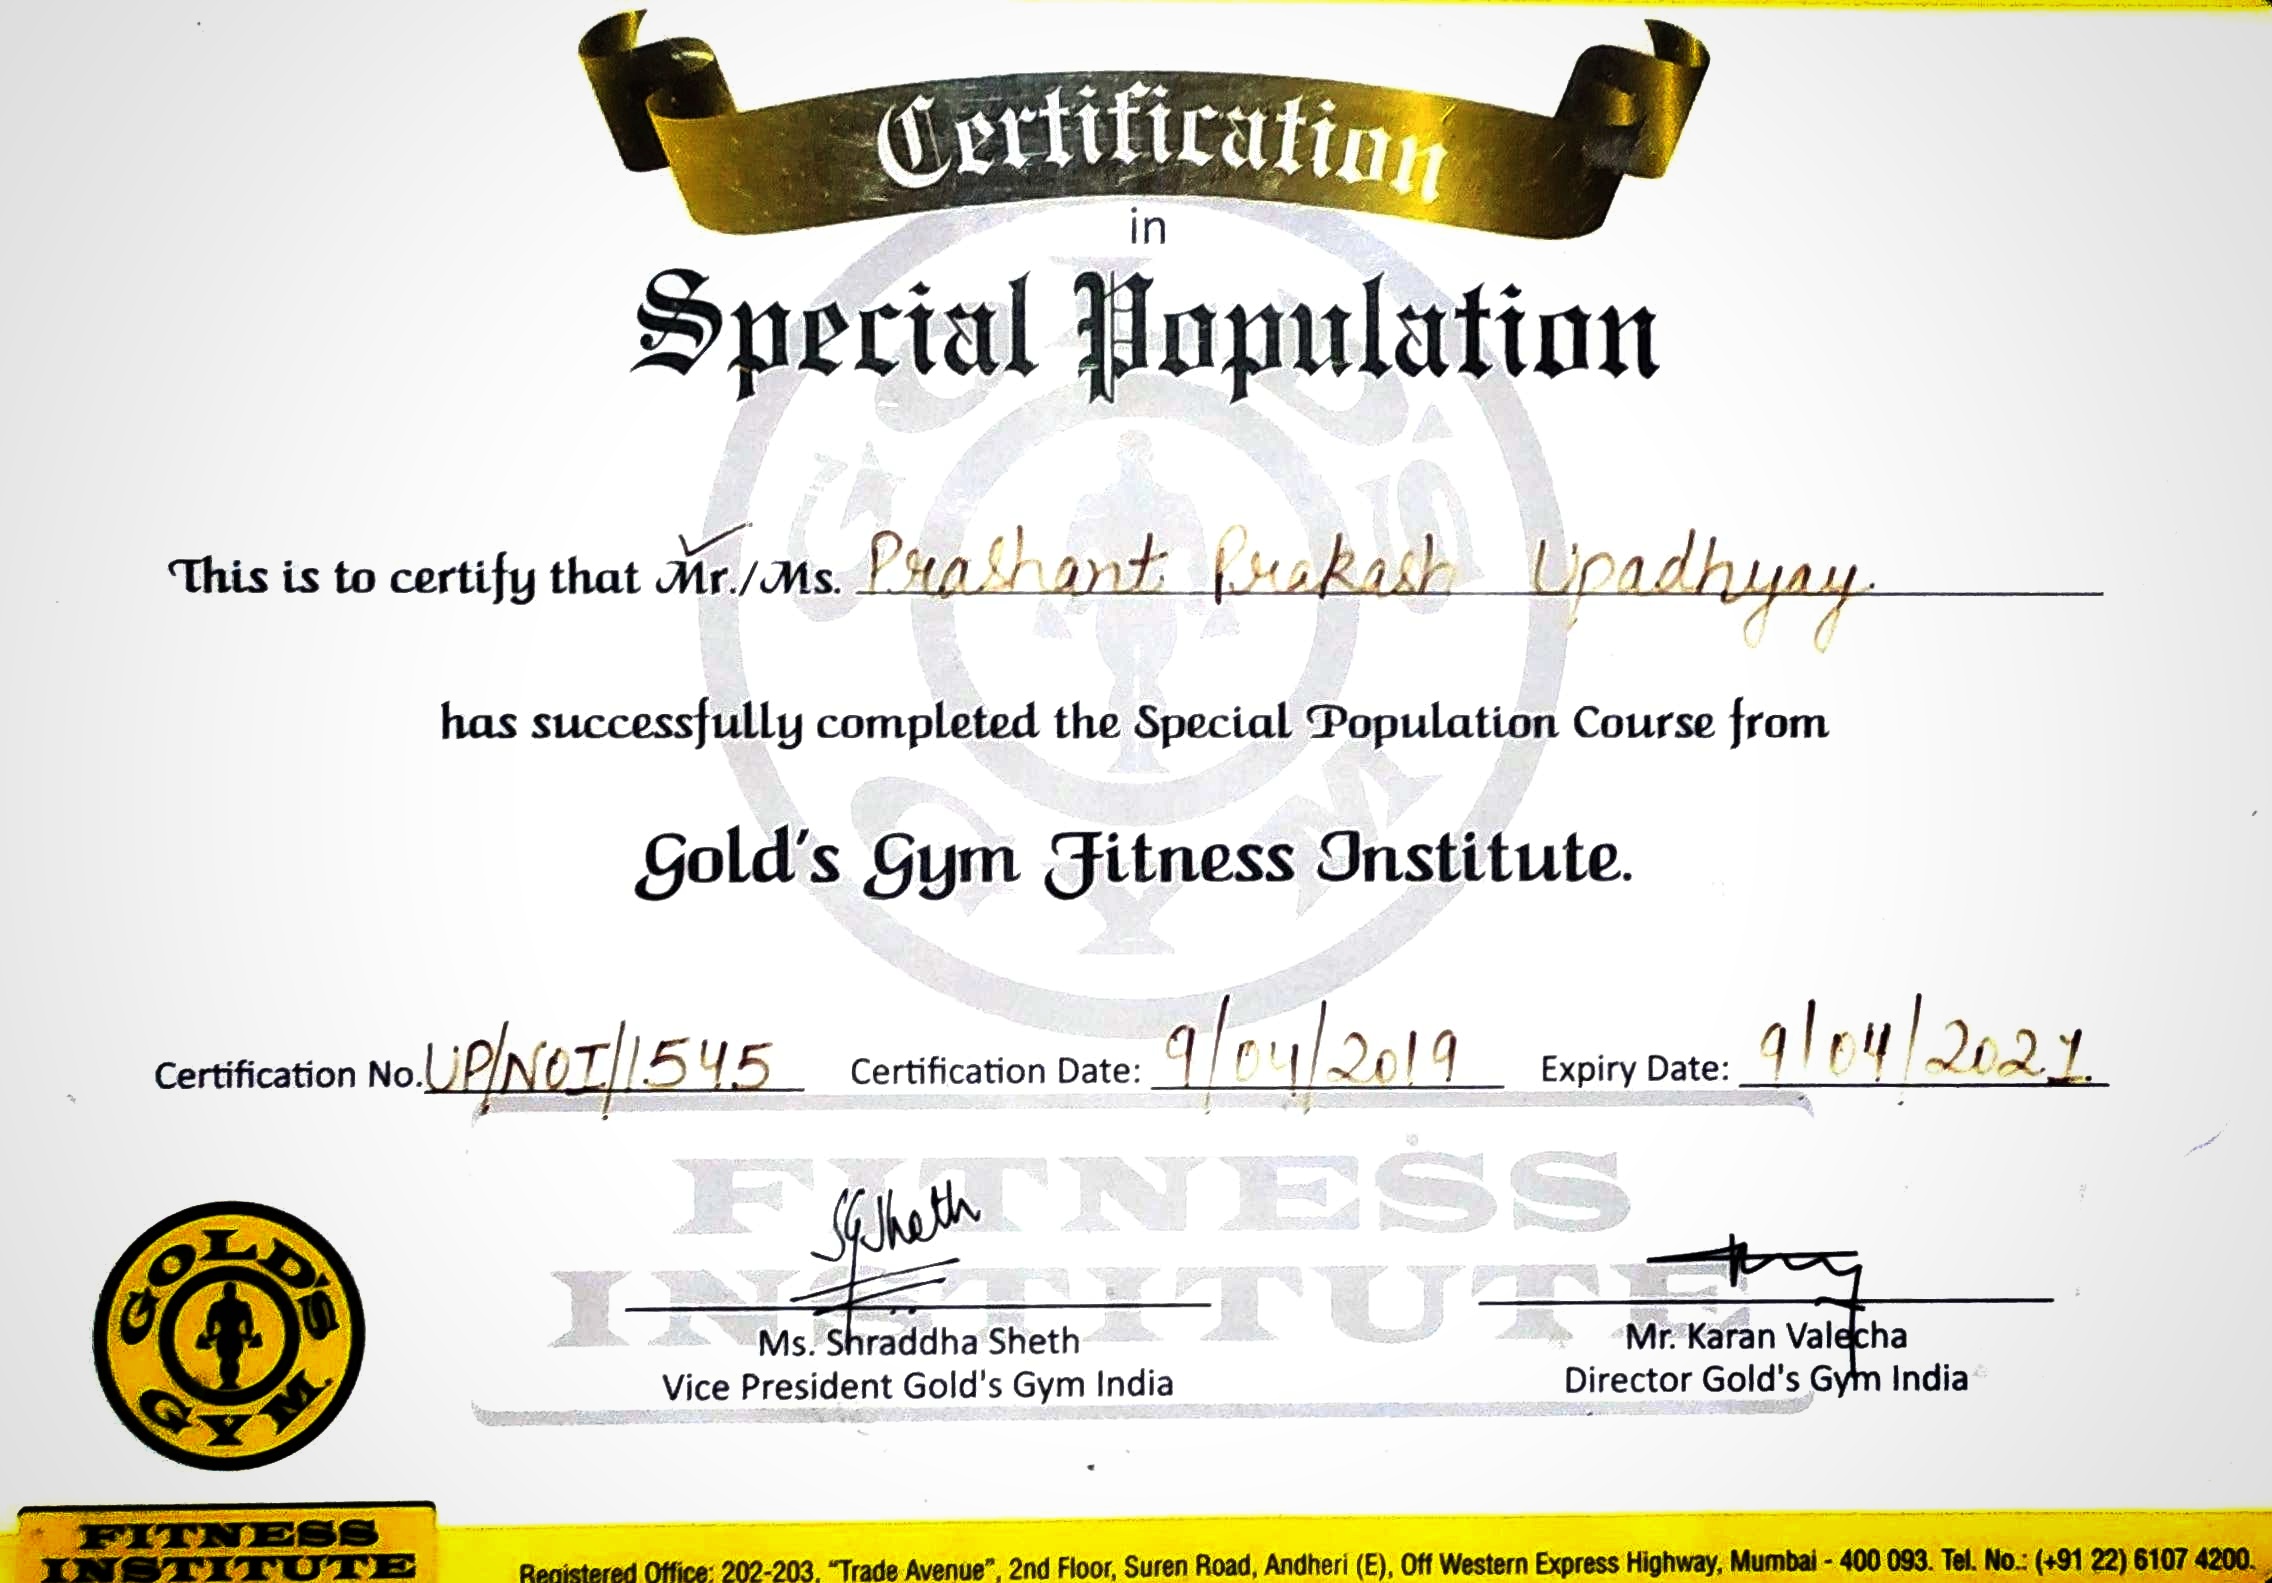 Certification
in
Special Population
This is to certify that Mr./Ms. Prashant Prakash Upadhyay.
has successfully completed the Special Population Course from
Gold's Gym Fitness Institute.
Certification No. UP/NOI/1545 Certification Date: 9/04/2019 Expiry Date: 9/04/2021
FITNESS
INSTITUTE
SGSheth
Ms. Shraddha Sheth
Vice President Gold's Gym India
Mr. Karan Valecha
Director Gold's Gym India
GOLD'S
GYM
FITNESS
INSTITUTE
Registered Office: 202-203, "Trade Avenue", 2nd Floor, Suren Road, Andheri (E), Off Western Express Highway, Mumbai - 400 093. Tel. No.: (+91 22) 6107 4200.